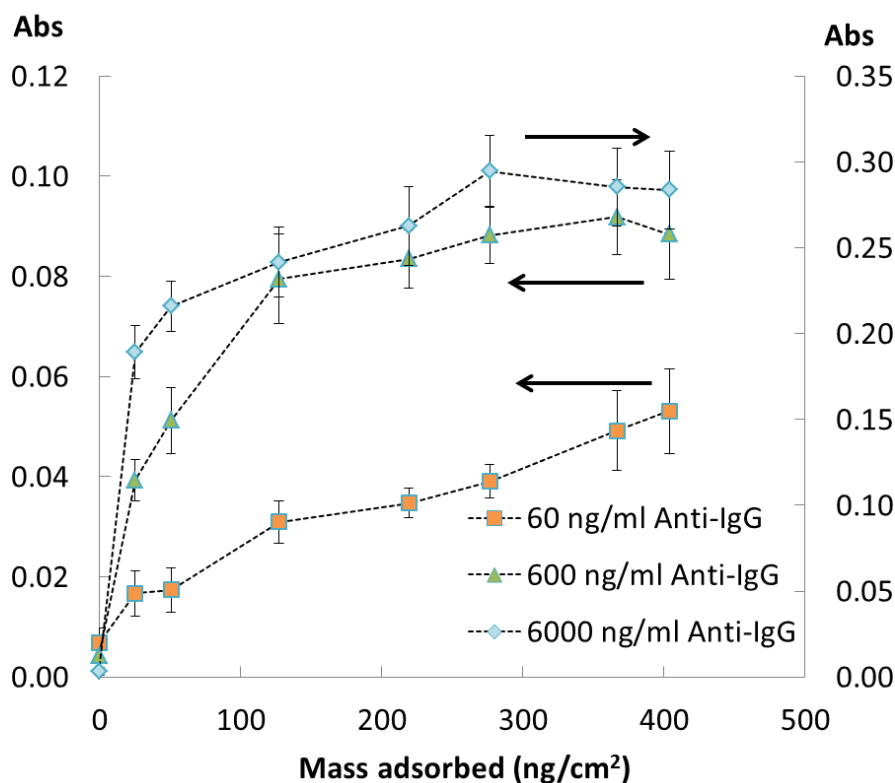 Abs
Abs
0.12
0.10
0.08
0.06
0.04
0.02
0.00
0.35
0.30
0.25
0.20
0.15
0.10
0.05
0.00
60 ng/ml Anti-IgG
600 ng/ml Anti-IgG
6000 ng/ml Anti-IgG
0 100 200 300 400 500
Mass adsorbed (ng/cm²)